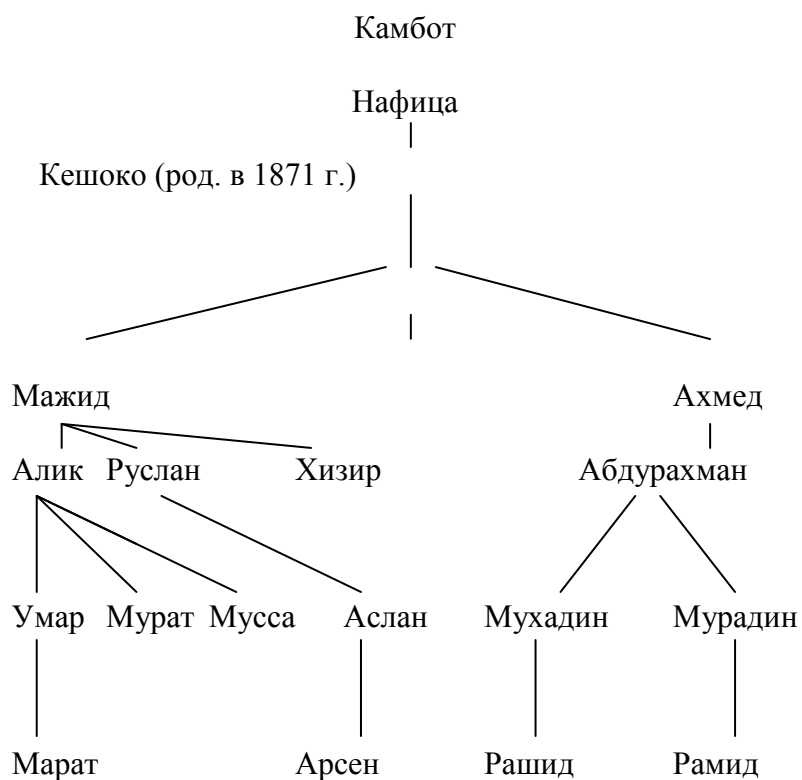 Камбот
Нафица
Кешоко (род. в 1871 г.)
Мажид Ахмед
Алик Руслан Хизир Абдурахман
Умар Мурат Мусса Аслан Мухадин Мурадин
Марат Арсен Рашид Рамид